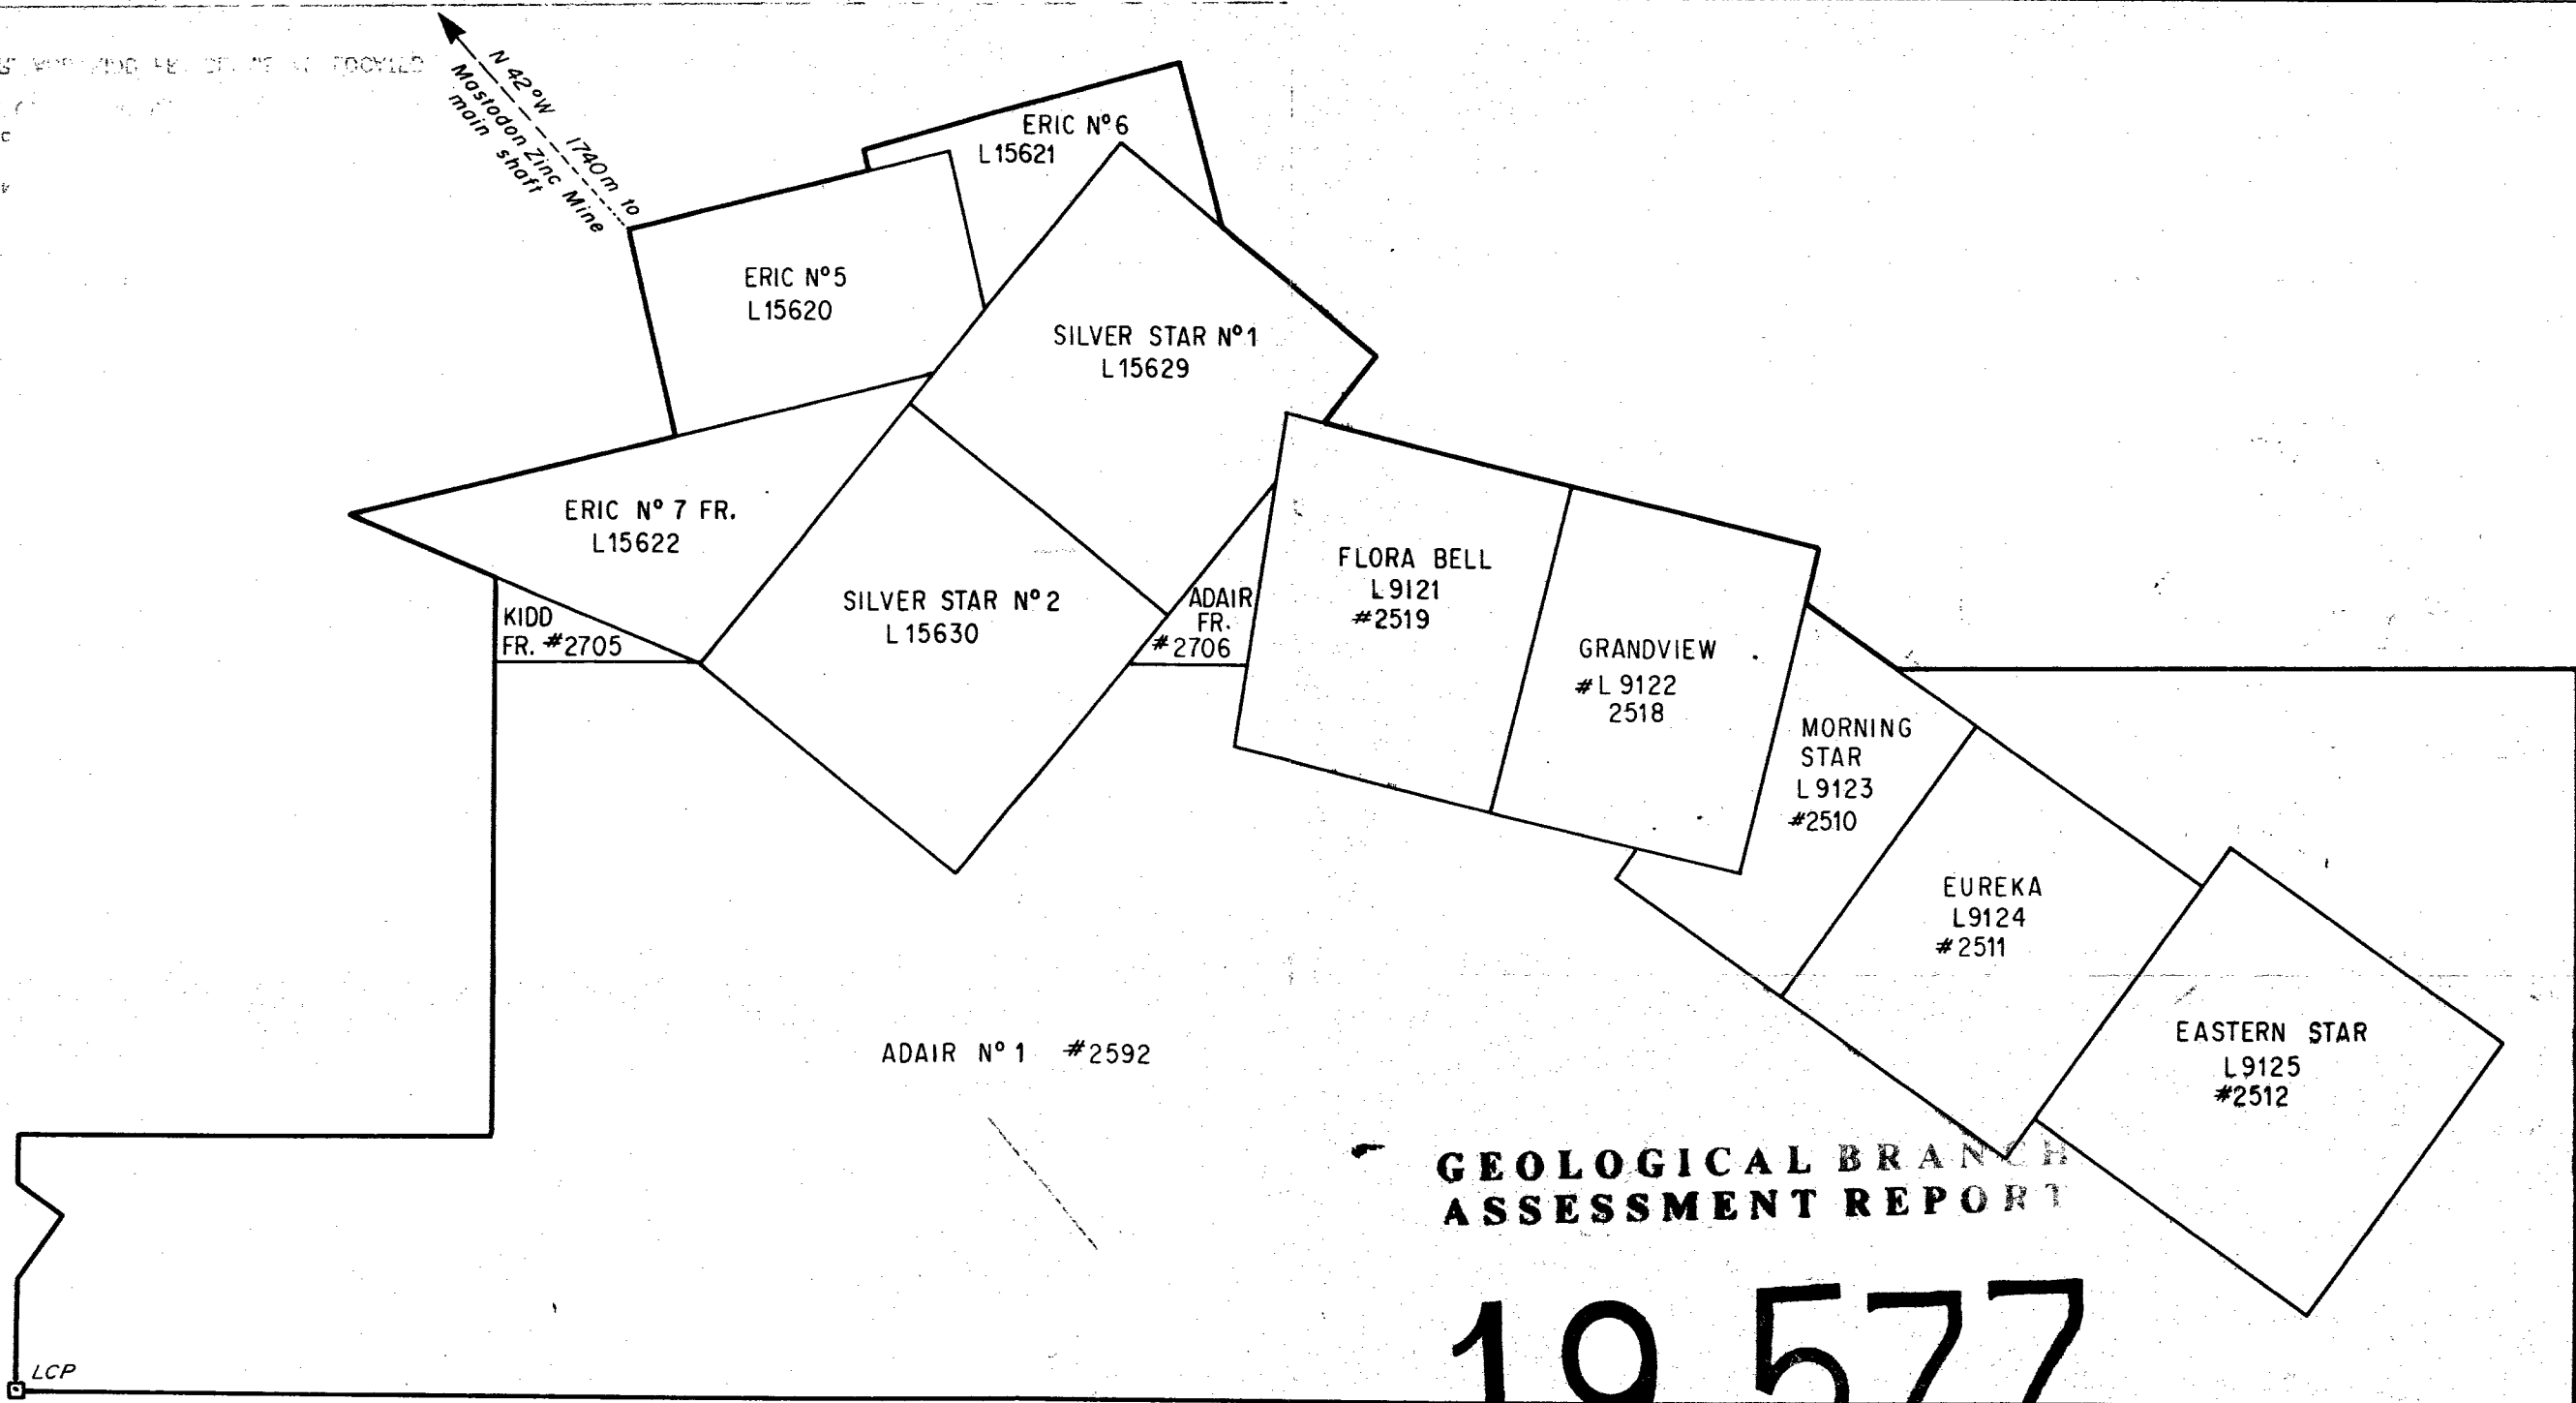 N 42°W 1740m to
Mastodon Zinc Mine
main shaft
ERIC Nº6
L15621
ERIC Nº5
L15620
SILVER STAR Nº1
L15629
ERIC Nº 7 FR.
L15622
KIDD
FR. #2705
SILVER STAR Nº2
L15630
ADAIR
FR.
#2706
FLORA BELL
L9121
#2519
GRANDVIEW
#L 9122
2518
MORNING
STAR
L9123
#2510
EUREKA
L9124
#2511
EASTERN STAR
L9125
#2512
ADAIR Nº 1 #2592
GEOLOGICAL BRANCH
ASSESSMENT REPORT
19,577
LCP